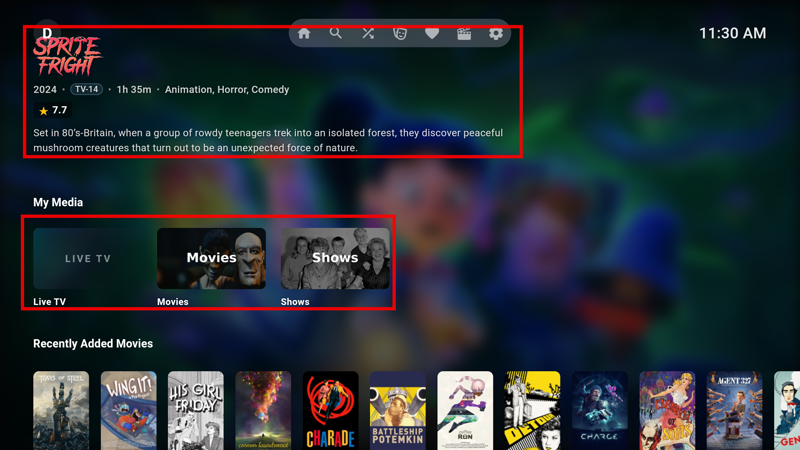 D
11:30 AM
SPRITE
FRIGHT
2024 • TV-14 • 1h 35m • Animation, Horror, Comedy
7.7
Set in 80's-Britain, when a group of rowdy teenagers trek into an isolated forest, they discover peaceful
mushroom creatures that turn out to be an unexpected force of nature.
My Media
LIVE TV
Movies
Shows
Live TV
Movies
Shows
Recently Added Movies
TEARS OF STEEL
WING IT!
HIS GIRL
FRIDAY
CHARADE
BATTLESHIP
POTEMKIN
RUN
DETOUR
CHARGE
AGENT 327